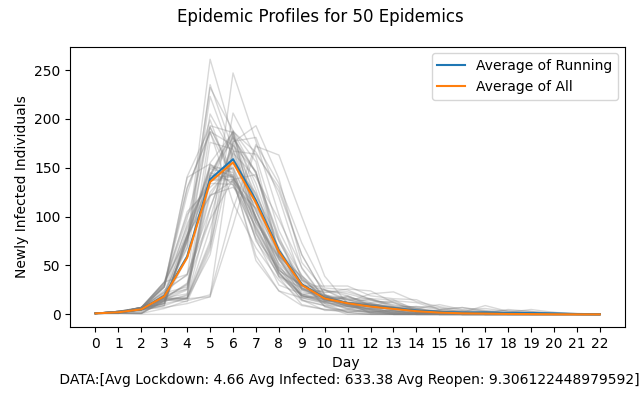 Epidemic Profiles for 50 Epidemics
Average of Running
Average of All
Newly Infected Individuals
250
200
150
100
50
0
0 1 2 3 4 5 6 7 8 9 10 11 12 13 14 15 16 17 18 19 20 21 22
Day
DATA:[Avg Lockdown: 4.66 Avg Infected: 633.38 Avg Reopen: 9.306122448979592]